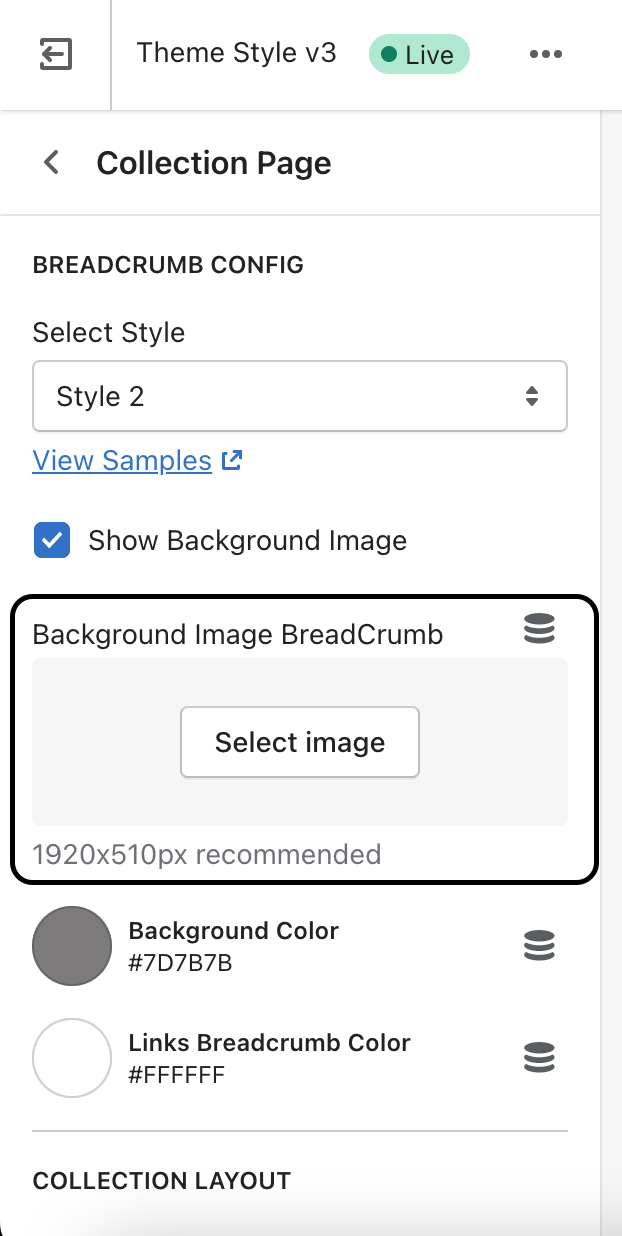 Theme Style v3
Live
Collection Page
BREADCRUMB CONFIG
Select Style
Style 2
View Samples
Show Background Image
Background Image BreadCrumb
Select image
1920x510px recommended
Background Color
#7D7B7B
Links Breadcrumb Color
#FFFFFF
COLLECTION LAYOUT